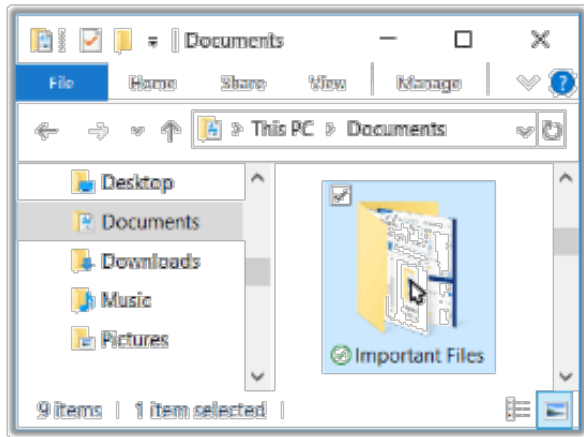 Documents
File Home Share View Manage
This PC Documents
Desktop
Documents
Downloads
Music
Pictures
Important Files
9 items | 1 item selected |